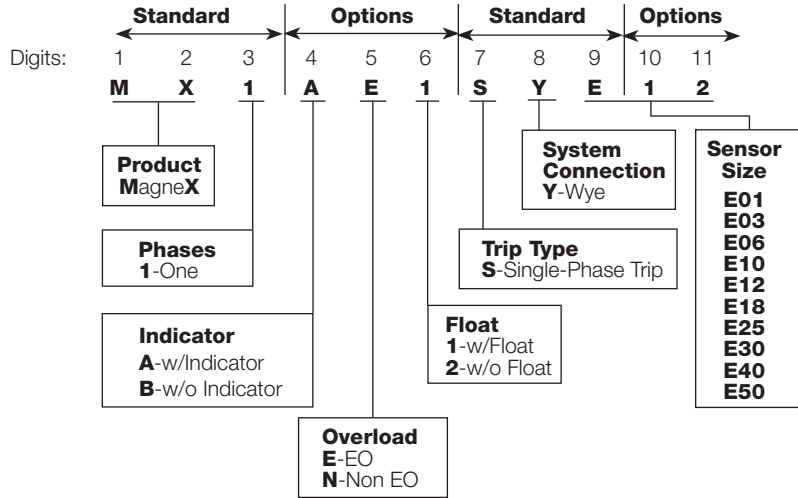 Standard Options Standard Options
Digits: 1 2 3 4 5 6 7 8 9 10 11
M X 1 A E 1 S Y E 1 2
Product
MagneX
Phases
1-One
Indicator
A-w/Indicator
B-w/o Indicator
Overload
E-EO
N-Non EO
Float
1-w/Float
2-w/o Float
Trip Type
S-Single-Phase Trip
System
Connection
Y-Wye
Sensor
Size
E01
E03
E06
E10
E12
E18
E25
E30
E40
E50